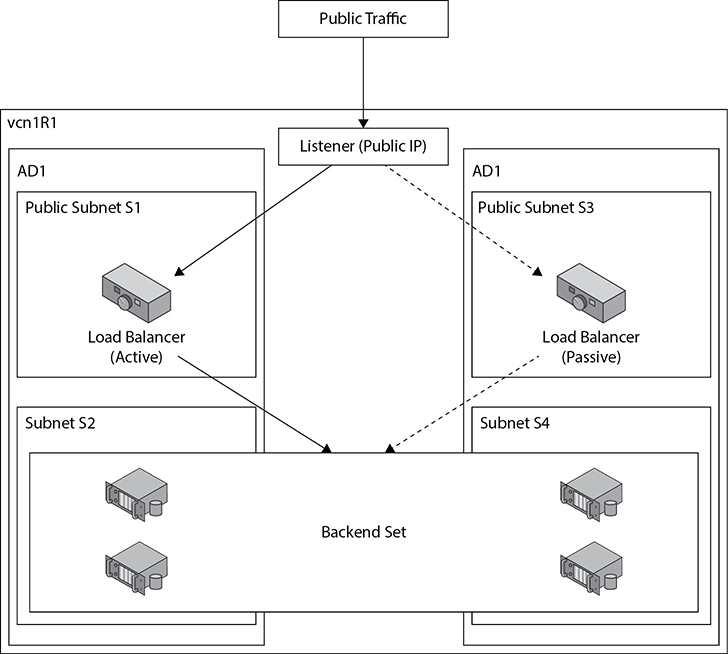 Public Traffic
vcn1R1
Listener (Public IP)
AD1
AD1
Public Subnet S1
Public Subnet S3
Load Balancer
(Active)
Load Balancer
(Passive)
Subnet S2
Subnet S4
Backend Set